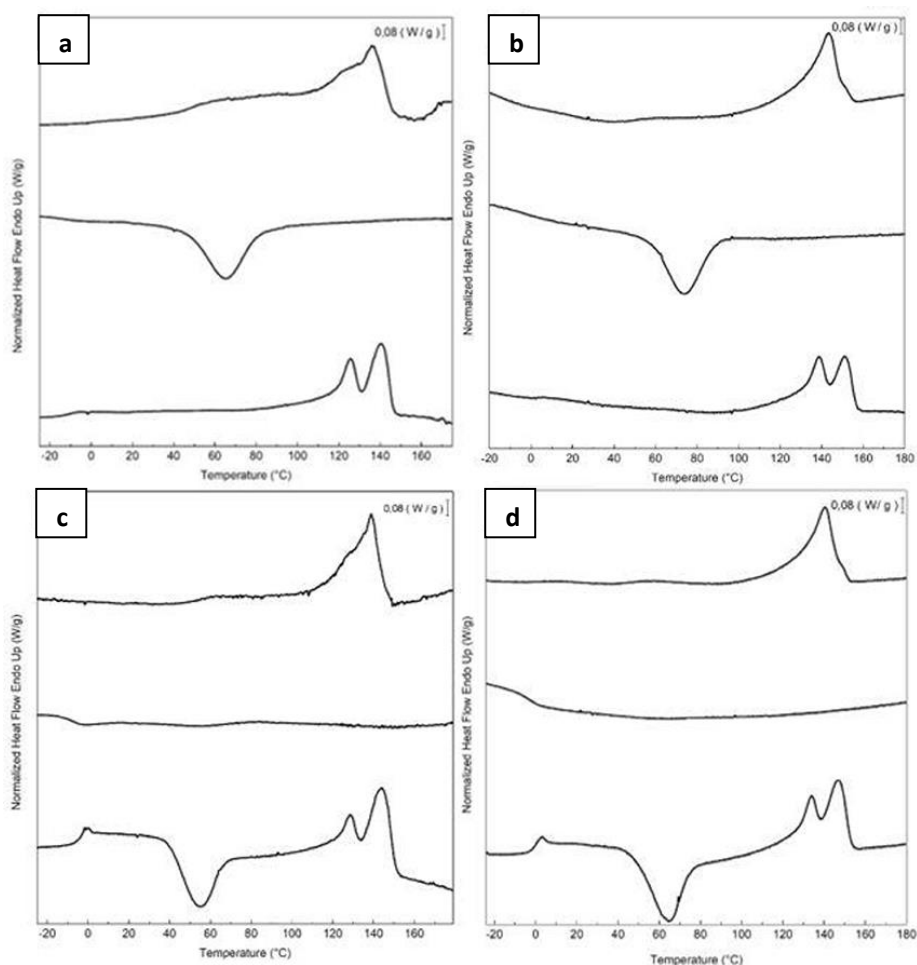 a
0,08 ( W / g )
Normalized Heat Flow Endo Up (W/g)
-20 0 20 40 60 80 100 120 140 160
Temperature (°C)
b
0,08 ( W / g )
Normalized Heat Flow Endo Up (W/g)
-20 0 20 40 60 80 100 120 140 160 180
Temperature (°C)
c
0,08 ( W / g )
Normalized Heat Flow Endo Up (W/g)
-20 0 20 40 60 80 100 120 140 160
Temperature (°C)
d
0,08 ( W / g )
Normalized Heat Flow Endo Up (W/g)
-20 0 20 40 60 80 100 120 140 160 180
Temperature (°C)